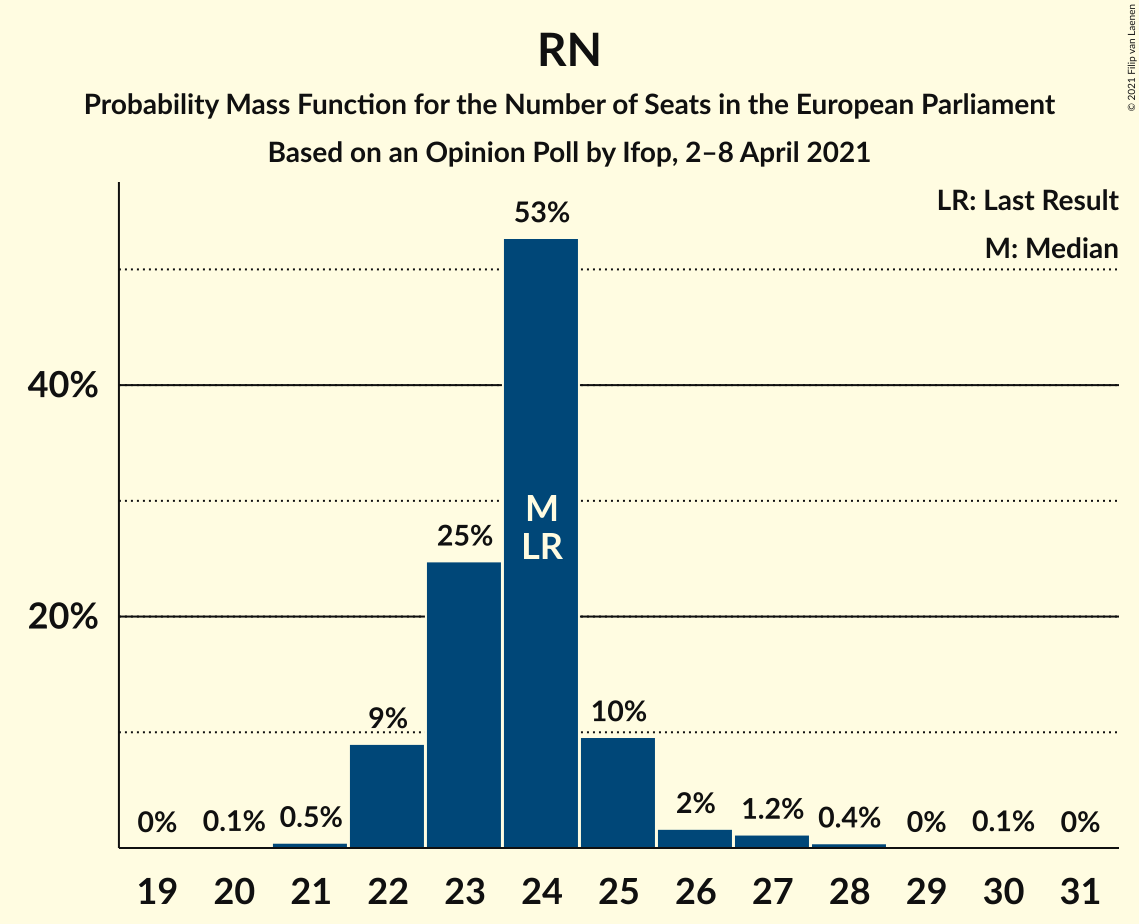 RN
Probability Mass Function for the Number of Seats in the European Parliament
Based on an Opinion Poll by Ifop, 2–8 April 2021
© 2021 Filip van Laenen
LR: Last Result
M: Median
53%
40%
M
LR
25%
20%
9%
10%
0%
0.1%
0.5%
2%
1.2%
0.4%
0%
0.1%
0%
19 20 21 22 23 24 25 26 27 28 29 30 31